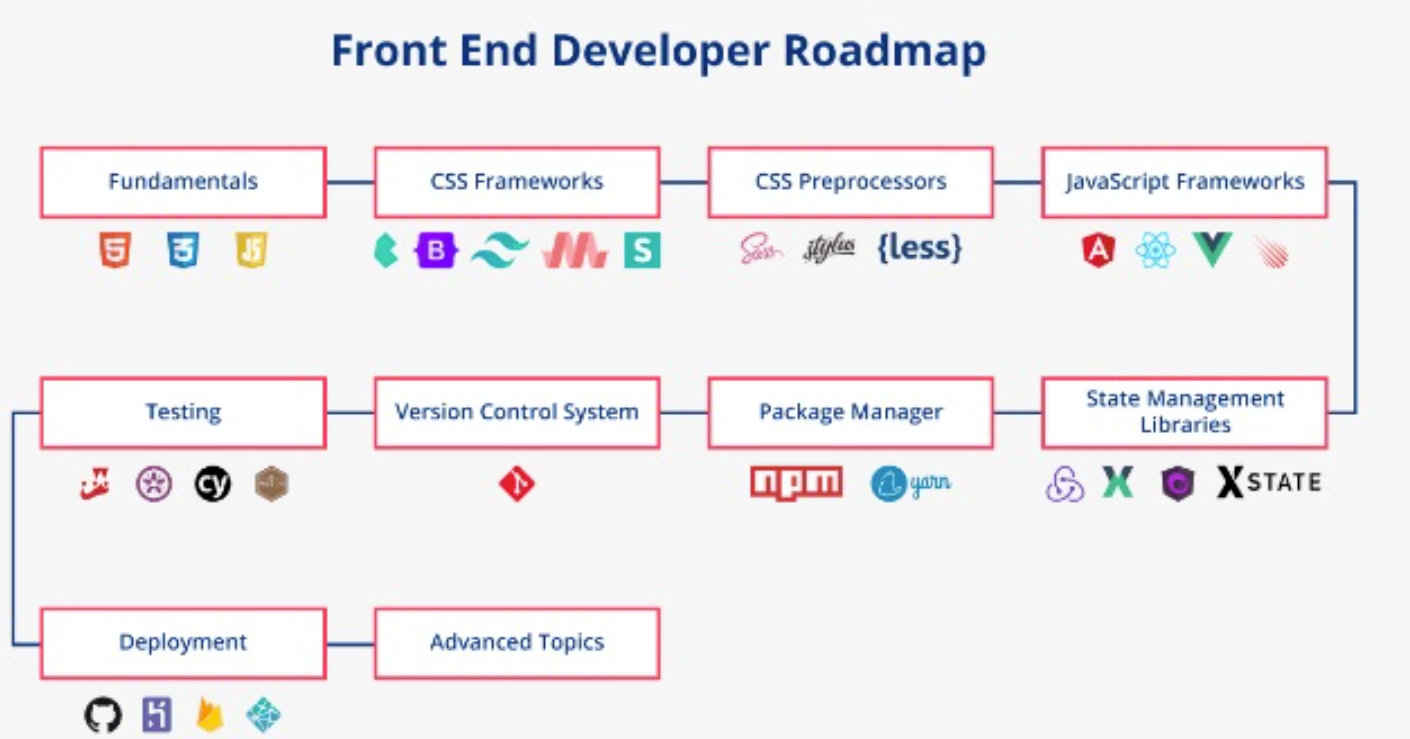 Front End Developer Roadmap
Fundamentals
CSS Frameworks
CSS Preprocessors
JavaScript Frameworks
5
3
JS
B
S
Sass
stylus
{less}
A
Testing
Version Control System
Package Manager
State Management
Libraries
cy
npm
yarn
XSTATE
Deployment
Advanced Topics